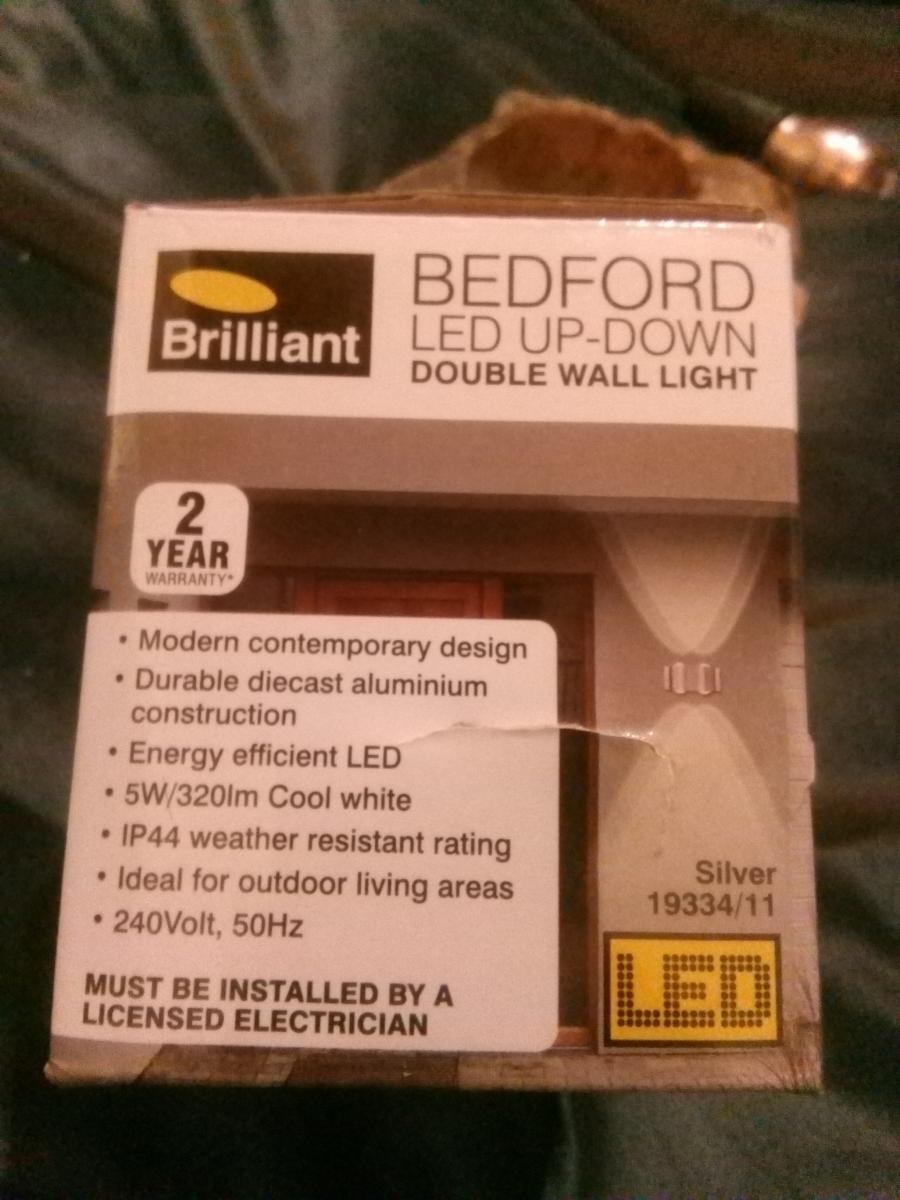 Brilliant
BEDFORD
LED UP-DOWN
DOUBLE WALL LIGHT
2
YEAR
WARRANTY*
• Modern contemporary design
• Durable diecast aluminium
construction
• Energy efficient LED
• 5W/320lm Cool white
• IP44 weather resistant rating
• Ideal for outdoor living areas
• 240Volt, 50Hz
MUST BE INSTALLED BY A
LICENSED ELECTRICIAN
Silver
19334/11
LED